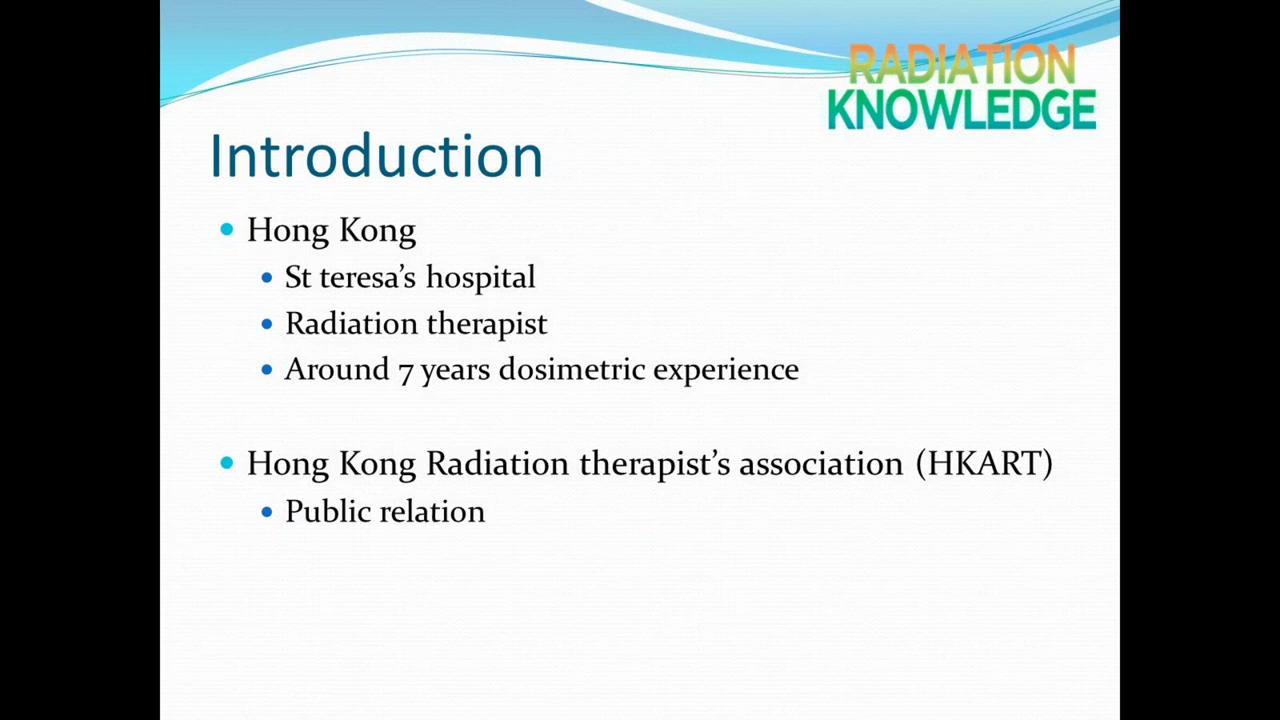 RADIATION
KNOWLEDGE
Introduction
Hong Kong
St teresa’s hospital
Radiation therapist
Around 7 years dosimetric experience
Hong Kong Radiation therapist’s association (HKART)
Public relation